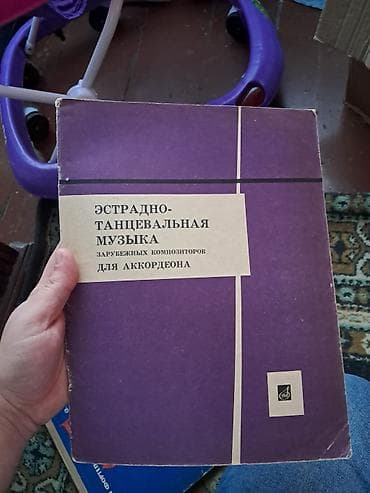 ЭСТРАДНО-
ТАНЦЕВАЛЬНАЯ
МУЗЫКА
ЗАРУБЕЖНЫХ КОМПОЗИТОРОВ
ДЛЯ АККОРДЕОНА